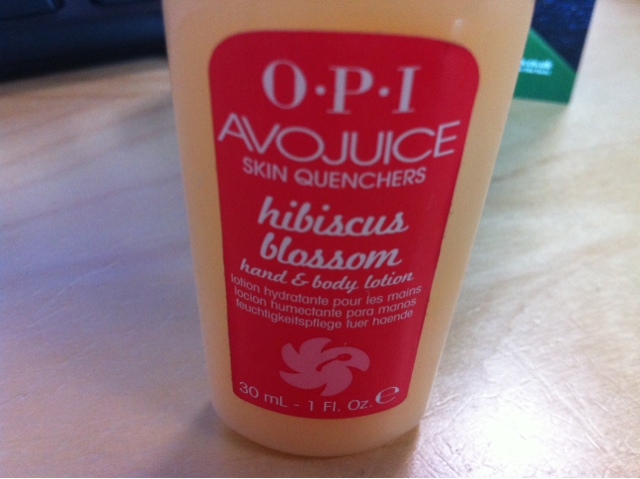 O·P·I
AVOJUICE
SKIN QUENCHERS
hibiscus
blossom
hand & body lotion
lotion hydratante pour les mains
locion humectante para manos
feuchtigkeitspflege fuer haende
30 mL - 1 Fl. Oz. ℮